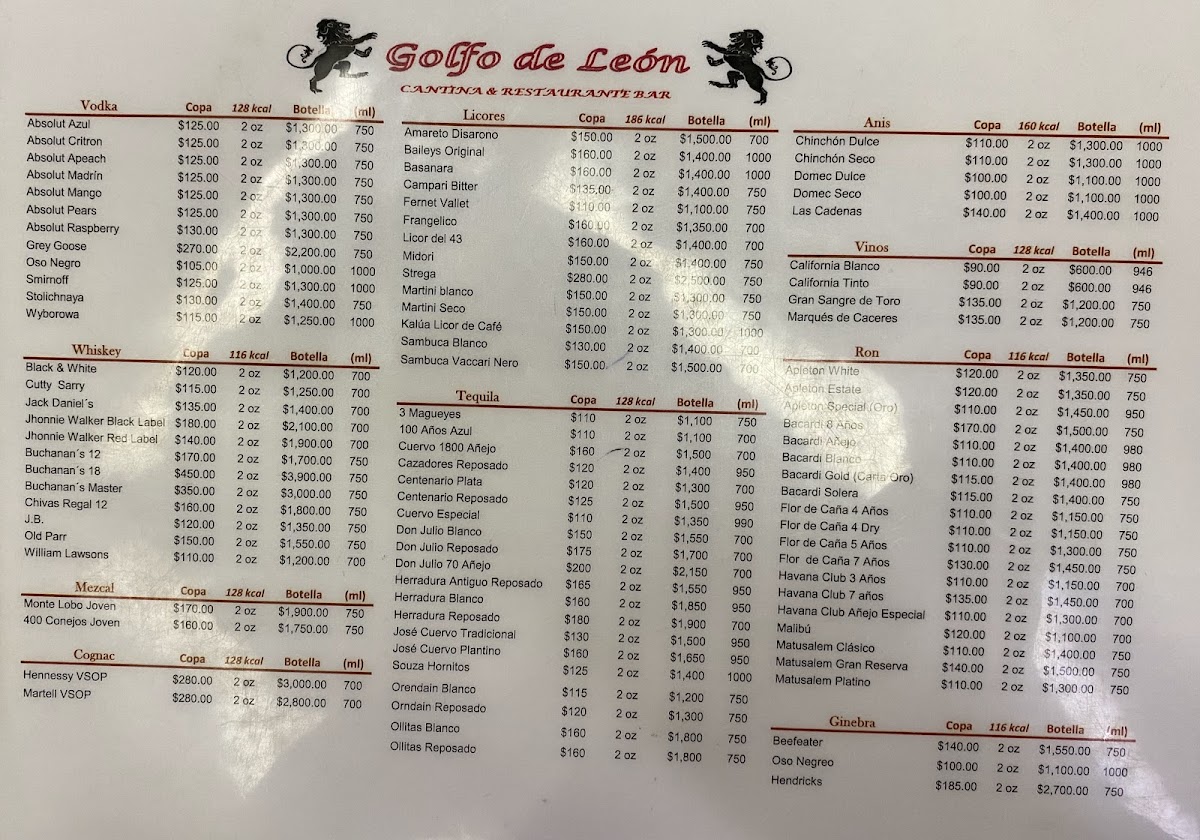 Golfo de León
CANTINA & RESTAURANTE BAR
Vodka Copa 128 kcal Botella (ml)
Absolut Azul $125.00 2 oz $1,300.00 750
Absolut Critron $125.00 2 oz $1,300.00 750
Absolut Apeach $125.00 2 oz $1,300.00 750
Absolut Madrín $125.00 2 oz $1,300.00 750
Absolut Mango $125.00 2 oz $1,300.00 750
Absolut Pears $125.00 2 oz $1,300.00 750
Absolut Raspberry $130.00 2 oz $1,300.00 750
Grey Goose $270.00 2 oz $2,200.00 750
Oso Negro $105.00 2 oz $1,000.00 1000
Smirnoff $125.00 2 oz $1,300.00 1000
Stolichnaya $130.00 2 oz $1,400.00 750
Wyborowa $115.00 2 oz $1,250.00 1000
Whiskey Copa 116 kcal Botella (ml)
Black & White $120.00 2 oz $1,200.00 700
Cutty Sarry $115.00 2 oz $1,250.00 700
Jack Daniel´s $135.00 2 oz $1,400.00 700
Jhonnie Walker Black Label $180.00 2 oz $2,100.00 700
Jhonnie Walker Red Label $140.00 2 oz $1,900.00 700
Buchanan´s 12 $170.00 2 oz $1,700.00 750
Buchanan´s 18 $450.00 2 oz $3,900.00 750
Buchanan´s Master $350.00 2 oz $3,000.00 750
Chivas Regal 12 $160.00 2 oz $1,800.00 750
J.B. $120.00 2 oz $1,350.00 750
Old Parr $150.00 2 oz $1,550.00 750
William Lawsons $110.00 2 oz $1,200.00 700
Mezcal Copa 128 kcal Botella (ml)
Monte Lobo Joven $170.00 2 oz $1,900.00 750
400 Conejos Joven $160.00 2 oz $1,750.00 750
Cognac Copa 128 kcal Botella (ml)
Hennessy VSOP $280.00 2 oz $3,000.00 700
Martell VSOP $280.00 2 oz $2,800.00 700
Licores Copa 186 kcal Botella (ml)
Amareto Disarono $150.00 2 oz $1,500.00 700
Baileys Original $160.00 2 oz $1,400.00 1000
Basanara $160.00 2 oz $1,400.00 1000
Campari Bitter $135.00 2 oz $1,400.00 750
Fernet Vallet $110.00 2 oz $1,100.00 750
Frangelico $160.00 2 oz $1,350.00 700
Licor del 43 $160.00 2 oz $1,400.00 700
Midori $150.00 2 oz $1,400.00 750
Strega $280.00 2 oz $2,500.00 750
Martini blanco $150.00 2 oz $1,300.00 750
Martini Seco $150.00 2 oz $1,300.00 750
Kalúa Licor de Café $150.00 2 oz $1,300.00 1000
Sambuca Blanco $130.00 2 oz $1,400.00 700
Sambuca Vaccari Nero $150.00 2 oz $1,500.00 700
Tequila Copa 128 kcal Botella (ml)
3 Magueyes $110 2 oz $1,100 750
100 Años Azul $110 2 oz $1,100 700
Cuervo 1800 Añejo $160 2 oz $1,500 700
Cazadores Reposado $120 2 oz $1,400 950
Centenario Plata $120 2 oz $1,300 700
Centenario Reposado $125 2 oz $1,500 950
Cuervo Especial $110 2 oz $1,350 990
Don Julio Blanco $150 2 oz $1,550 700
Don Julio Reposado $175 2 oz $1,700 700
Don Julio 70 Añejo $200 2 oz $2,150 700
Herradura Antiguo Reposado $165 2 oz $1,550 950
Herradura Blanco $160 2 oz $1,850 950
Herradura Reposado $180 2 oz $1,900 700
José Cuervo Tradicional $130 2 oz $1,500 950
José Cuervo Plantino $160 2 oz $1,650 950
Souza Hornitos $125 2 oz $1,400 1000
Orendain Blanco $115 2 oz $1,200 750
Orndain Reposado $120 2 oz $1,300 750
Ollitas Blanco $160 2 oz $1,800 750
Ollitas Reposado $160 2 oz $1,800 750
Anis Copa 160 kcal Botella (ml)
Chinchón Dulce $110.00 2 oz $1,300.00 1000
Chinchón Seco $110.00 2 oz $1,300.00 1000
Domec Dulce $100.00 2 oz $1,100.00 1000
Domec Seco $100.00 2 oz $1,100.00 1000
Las Cadenas $140.00 2 oz $1,400.00 1000
Vinos Copa 128 kcal Botella (ml)
California Blanco $90.00 2 oz $600.00 946
California Tinto $90.00 2 oz $600.00 946
Gran Sangre de Toro $135.00 2 oz $1,200.00 750
Marqués de Caceres $135.00 2 oz $1,200.00 750
Ron Copa 116 kcal Botella (ml)
Apleton White $120.00 2 oz $1,350.00 750
Apleton Estate $120.00 2 oz $1,350.00 750
Apleton Special (Oro) $110.00 2 oz $1,450.00 950
Bacardi 8 Años $170.00 2 oz $1,500.00 750
Bacardi Añejo $110.00 2 oz $1,400.00 980
Bacardi Blanco $110.00 2 oz $1,400.00 980
Bacardi Gold (Carta Oro) $115.00 2 oz $1,400.00 980
Bacardi Solera $115.00 2 oz $1,400.00 750
Flor de Caña 4 Años $110.00 2 oz $1,150.00 750
Flor de Caña 4 Dry $110.00 2 oz $1,150.00 750
Flor de Caña 5 Años $110.00 2 oz $1,300.00 750
Flor de Caña 7 Años $130.00 2 oz $1,450.00 750
Havana Club 3 Años $110.00 2 oz $1,150.00 700
Havana Club 7 años $135.00 2 oz $1,450.00 700
Havana Club Añejo Especial $110.00 2 oz $1,300.00 700
Malibú $120.00 2 oz $1,100.00 700
Matusalem Clásico $110.00 2 oz $1,400.00 750
Matusalem Gran Reserva $140.00 2 oz $1,500.00 750
Matusalem Platino $110.00 2 oz $1,300.00 750
Ginebra Copa 116 kcal Botella (ml)
Beefeater $140.00 2 oz $1,550.00 750
Oso Negreo $100.00 2 oz $1,100.00 1000
Hendricks $185.00 2 oz $2,700.00 750